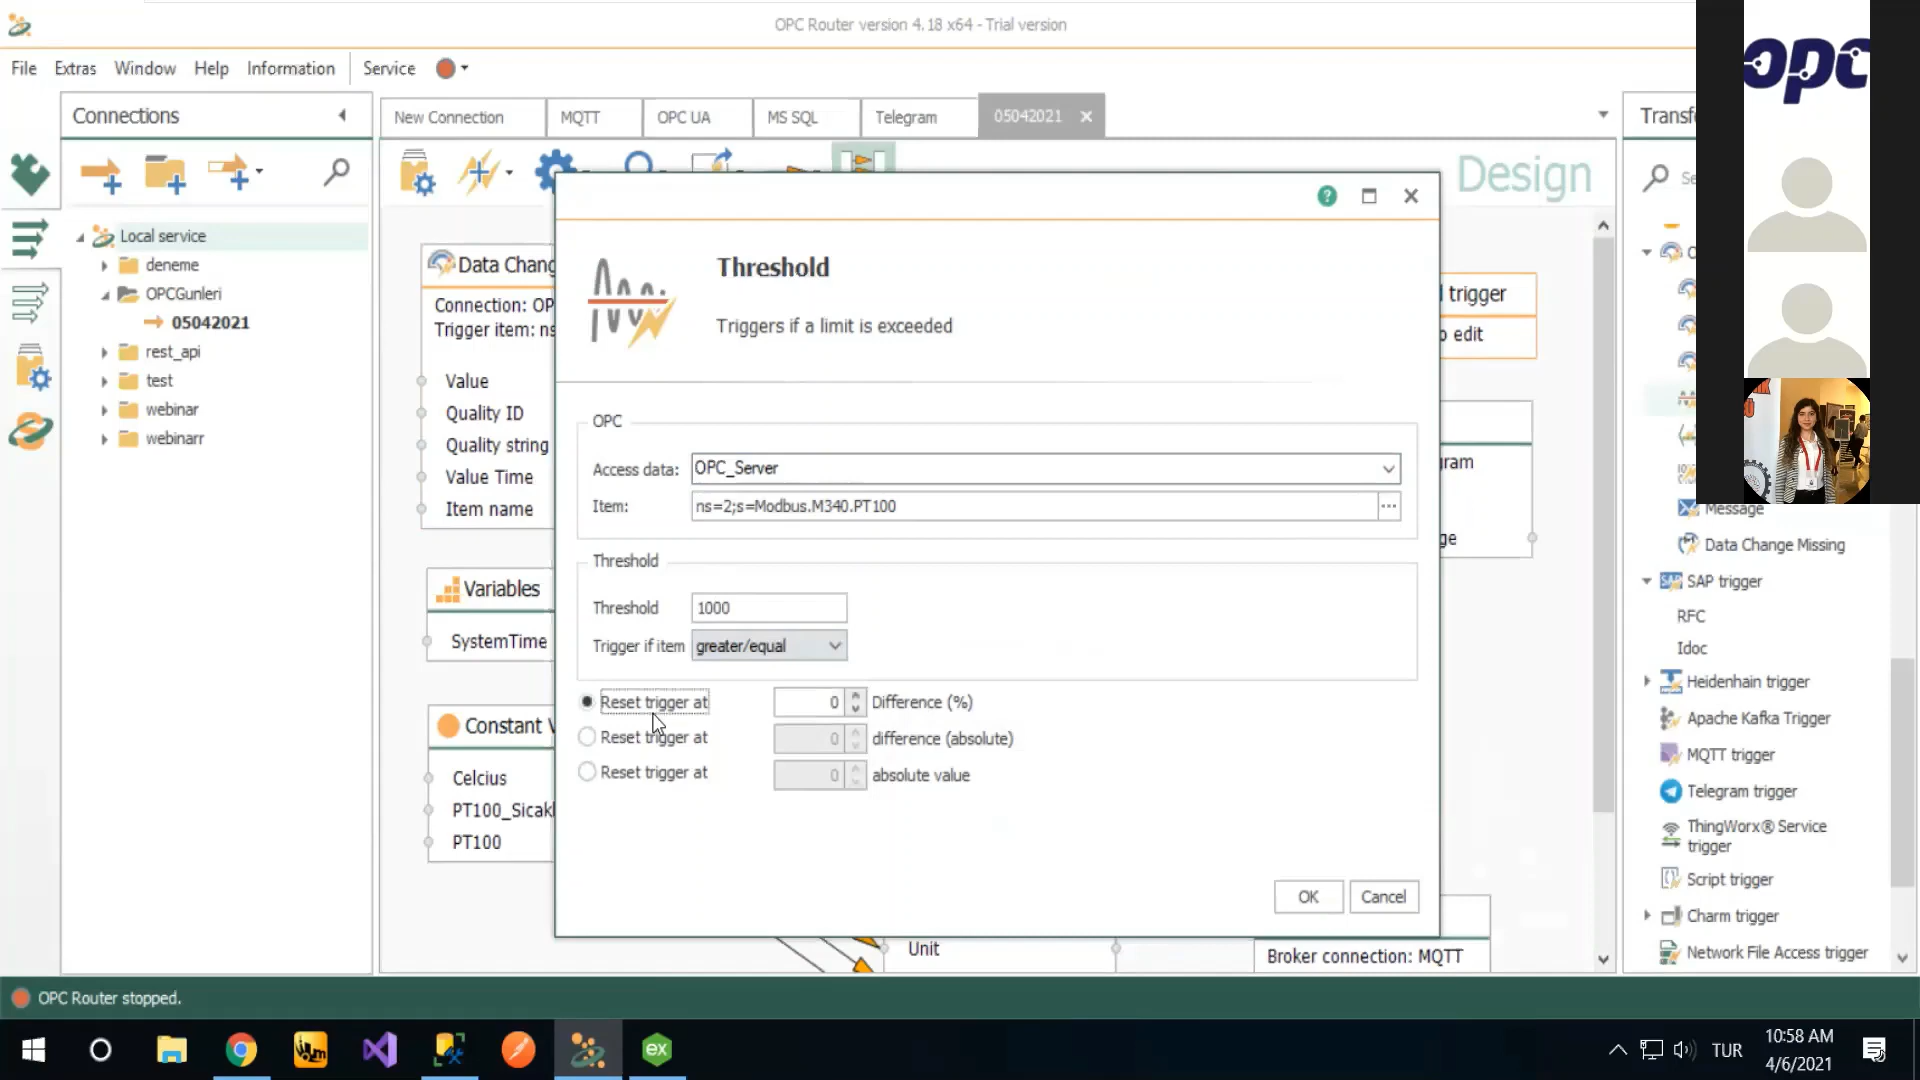 OPC Router version 4.18 x64 - Trial version
opc
File Extras Window Help Information Service
Connections
New Connection MQTT OPC UA MS SQL Telegram 05042021
Design
Local service
deneme
OPCGunleri
05042021
rest_api
test
webinar
webinarr
Data Chang
Connection: OP
Trigger item: ns
Value
Quality ID
Quality string
Value Time
Item name
Variables
SystemTime
Constant V
Celcius
PT100_Sicakl
PT100
Threshold
Triggers if a limit is exceeded
OPC
Access data: OPC_Server
Item: ns=2;s=Modbus.M340.PT100 ...
Threshold
Threshold 1000
Trigger if item greater/equal
Reset trigger at 0 Difference (%)
Reset trigger at 0 difference (absolute)
Reset trigger at 0 absolute value
OK Cancel
trigger
edit
Unit
Broker connection: MQTT
Message
Data Change Missing
SAP trigger
RFC
Idoc
Heidenhain trigger
Apache Kafka Trigger
MQTT trigger
Telegram trigger
ThingWorx® Service
trigger
Script trigger
Charm trigger
Network File Access trigger
OPC Router stopped.
TUR
10:58 AM
4/6/2021